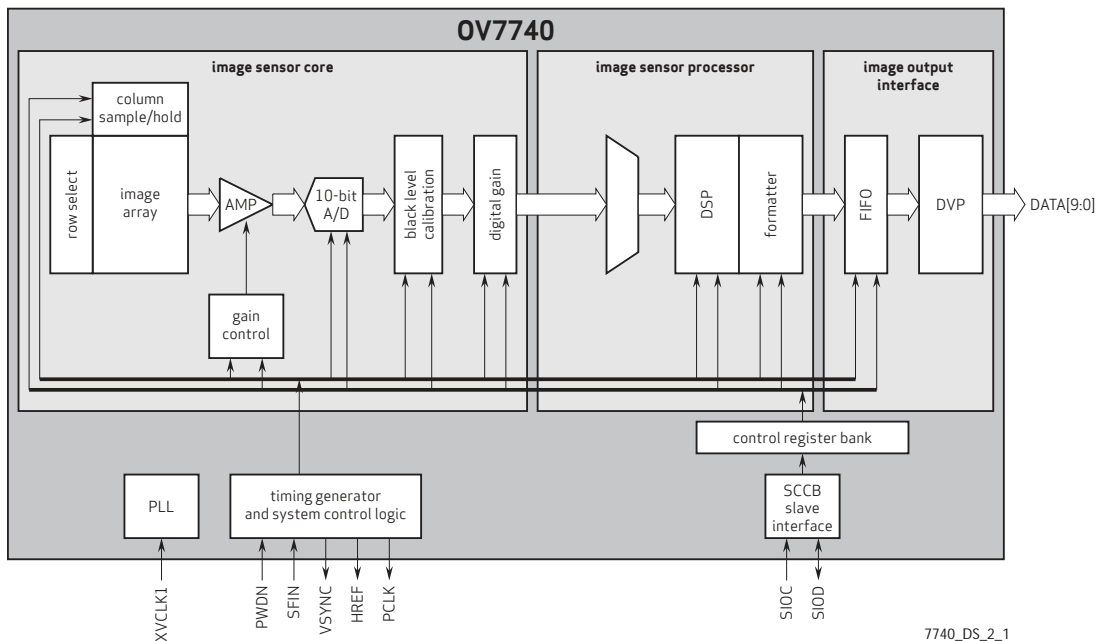 OV7740
image sensor core
image sensor processor
image output
interface
column
sample/hold
row select
image
array
AMP
10-bit
A/D
black level
calibration
digital gain
DSP
formatter
FIFO
DVP
DATA[9:0]
gain
control
control register bank
PLL
timing generator
and system control logic
SCCB
slave
interface
XVCLK1
PWDN
SFIN
VSYNC
HREF
PCLK
SIOC
SIOD
7740_DS_2_1